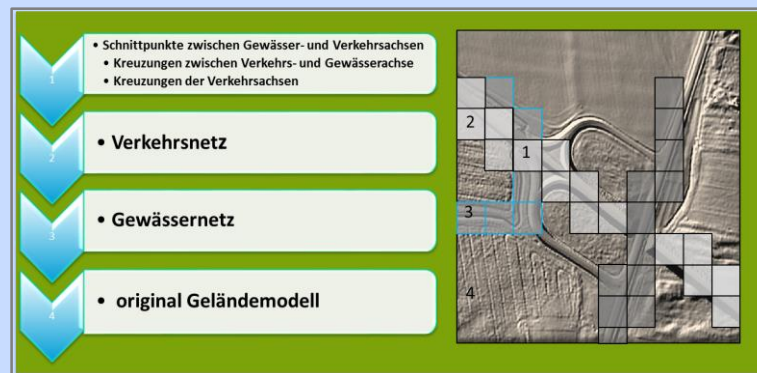 1
• Schnittpunkte zwischen Gewässer- und Verkehrsachsen
• Kreuzungen zwischen Verkehrs- und Gewässerachse
• Kreuzungen der Verkehrsachsen
2
• Verkehrsnetz
3
• Gewässernetz
4
• original Geländemodell
2
1
3
4